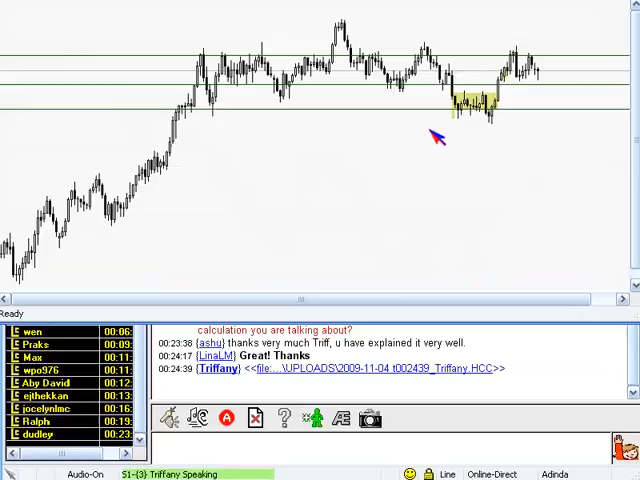 Ready
calculation you are talking about?
00:23:38 {ashu} thanks very much Triff, u have explained it very well.
00:24:17 {LinaLM} Great! Thanks
00:24:39 {Triffany} <<file:...\UPLOADS\2009-11-04 t002439_Triffany.HCC>>
wen 00:06:
Praks 00:09:
Max 00:11:
wpo976 00:11:
Aby David 00:12:
ejthekkan 00:13:
jocelynlmc 00:16:
Ralph 00:19:
dudley 00:23:
Audio-On
S1-{3} Triffany Speaking
Line
Online-Direct
Adinda